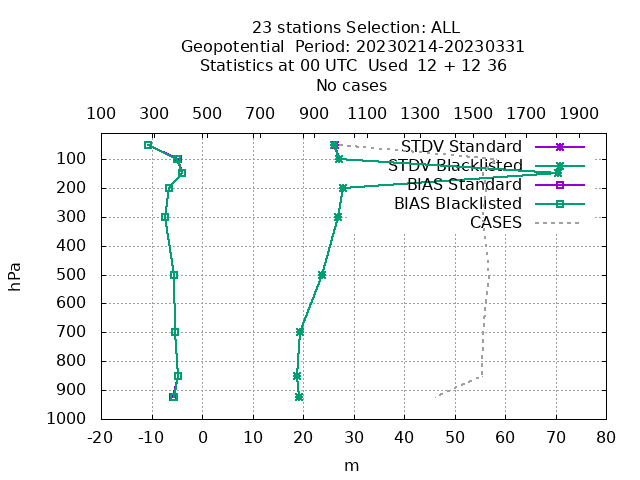 23 stations Selection: ALL
Geopotential  Period: 20230214-20230331
Statistics at 00 UTC  Used  12 + 12 36
No cases
100 300 500 700 900 1100 1300 1500 1700 1900
STDV Standard
STDV Blacklisted
BIAS Standard
BIAS Blacklisted
CASES
100
200
300
400
500
600
700
800
900
1000
hPa
-20 -10 0 10 20 30 40 50 60 70 80
m